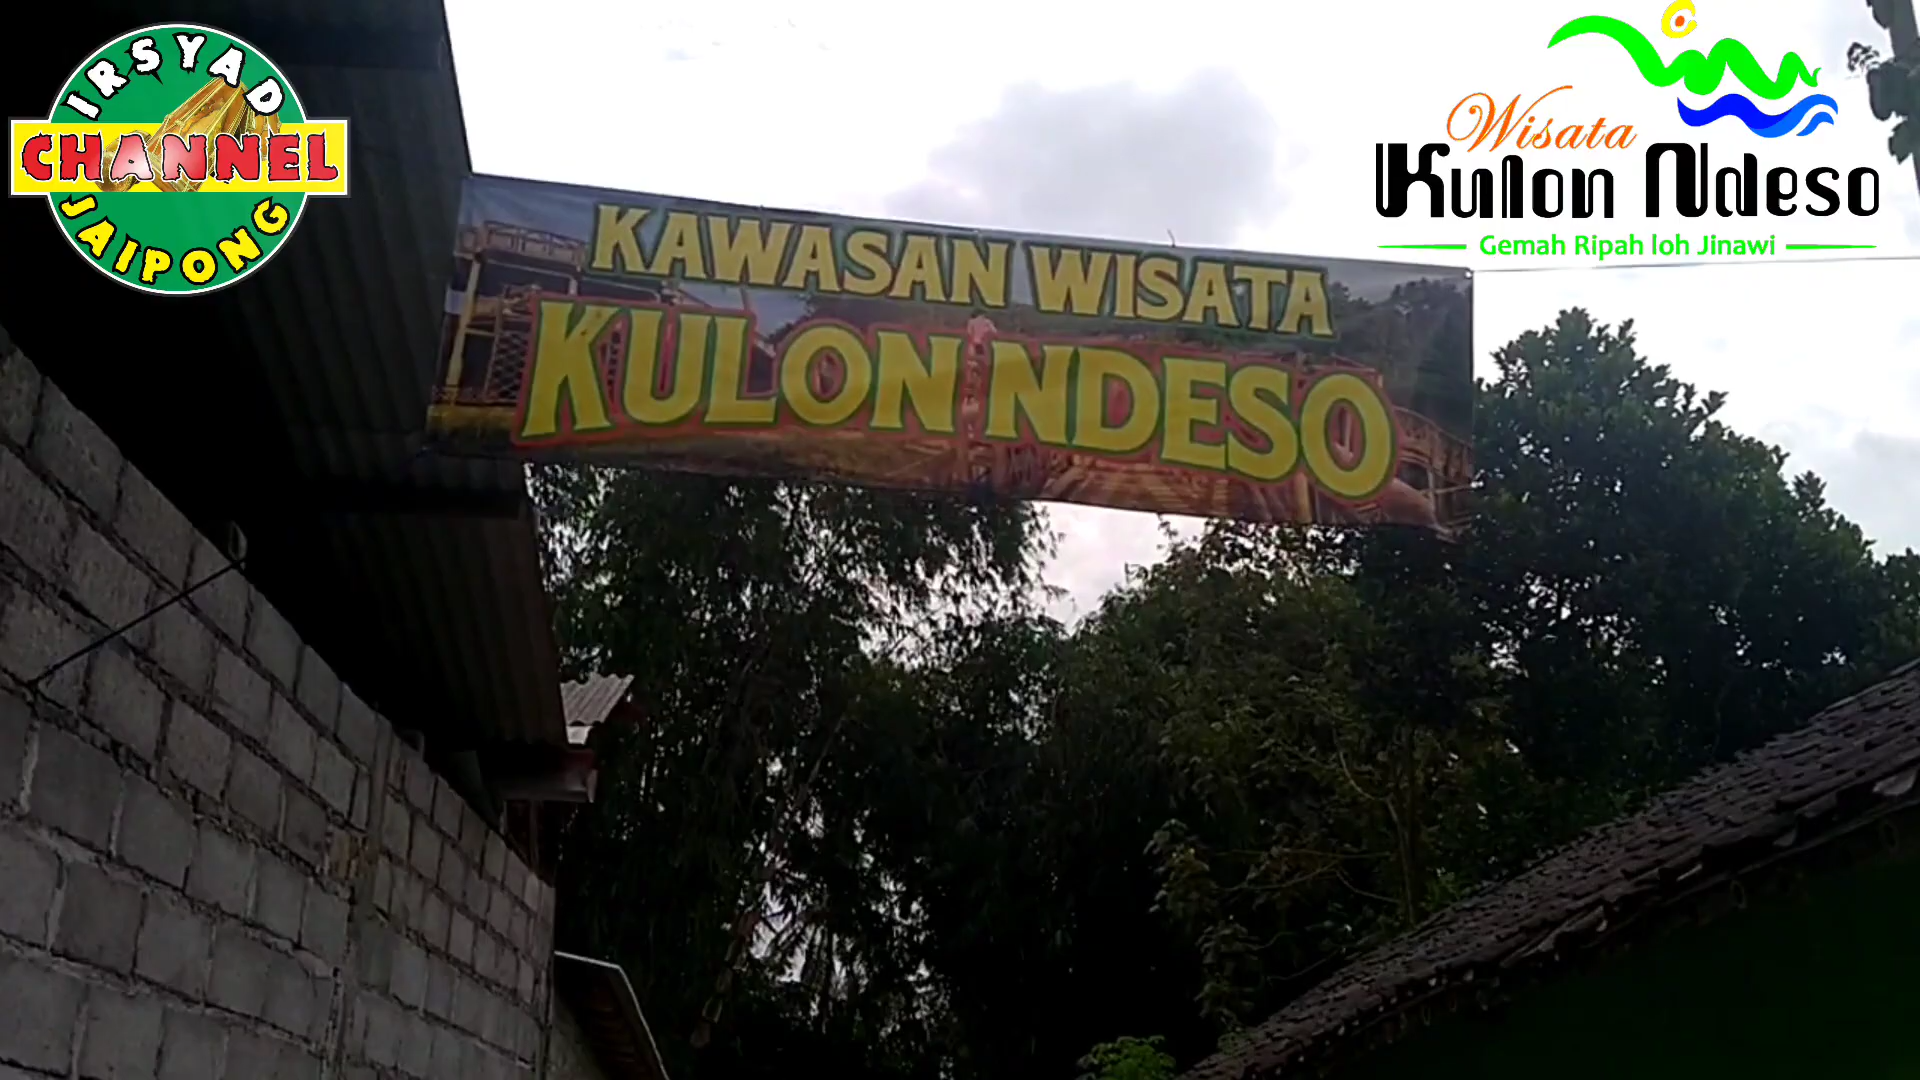 IRSYAD
CHANNEL
JAIPONG
Wisata
Kulon Ndeso
Gemah Ripah loh Jinawi
KAWASAN WISATA
KULON NDESO